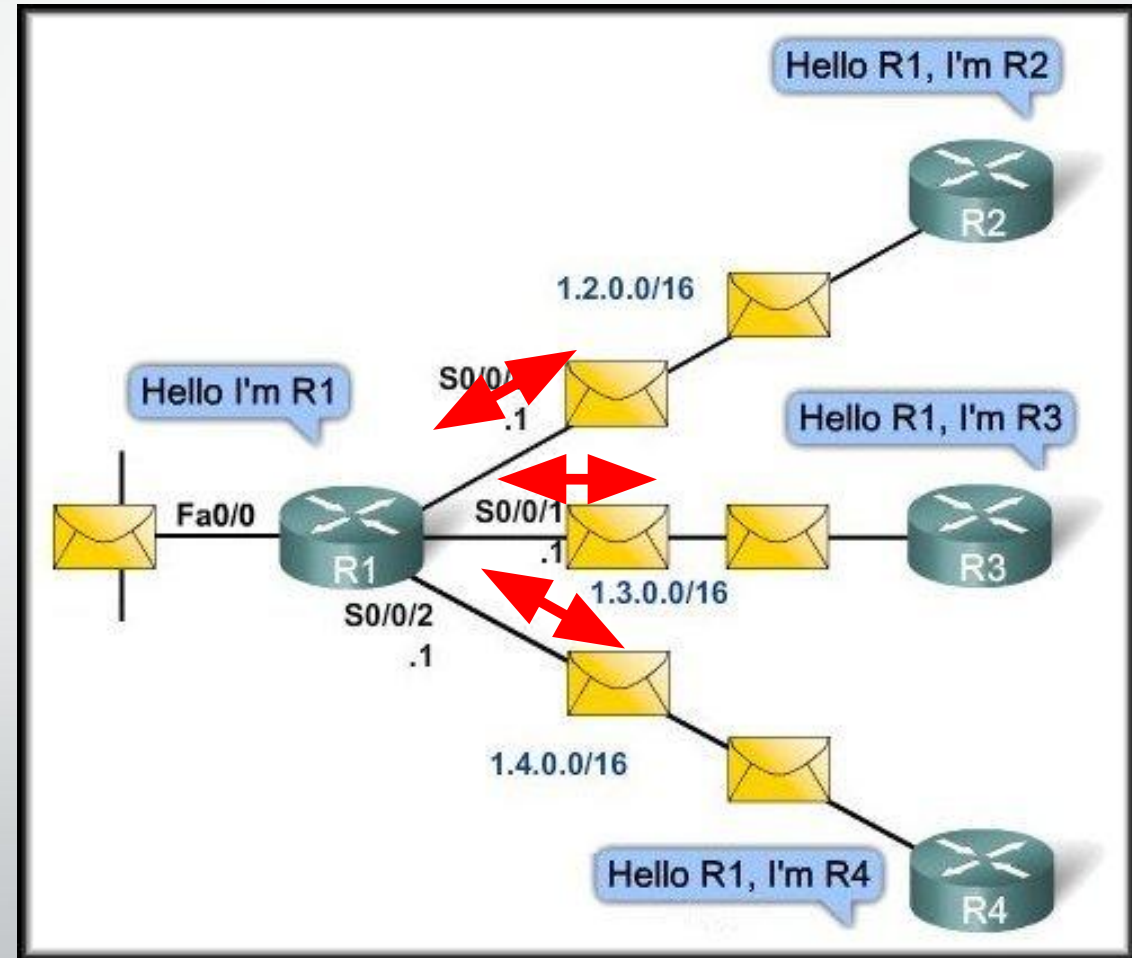 Hello R1, I'm R2
R2
1.2.0.0/16
S0/0/
.1
Hello I'm R1
Hello R1, I'm R3
Fa0/0
R1
S0/0/1
.1
R3
1.3.0.0/16
S0/0/2
.1
1.4.0.0/16
Hello R1, I'm R4
R4